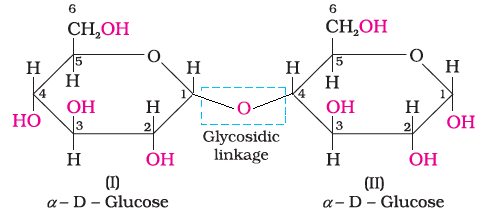 6 6
CH₂OH CH₂OH
5 O 5 O
H H H H H H
4 1 4 1
OH H O OH H
HO 3 2 3 2 OH
Glycosidic
H OH linkage H OH
(I) (II)
α – D – Glucose α – D – Glucose